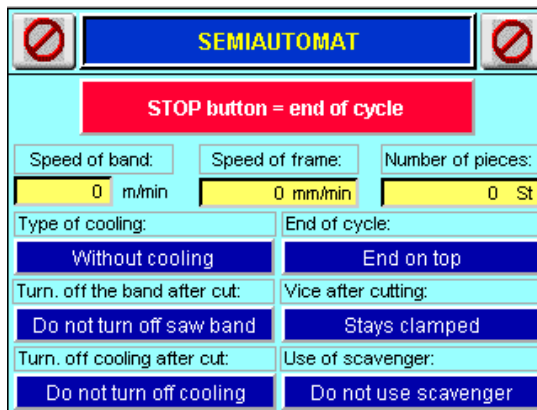 SEMIAUTOMAT
STOP button = end of cycle
Speed of band: Speed of frame: Number of pieces:
0 m/min 0 mm/min 0 St
Type of cooling: End of cycle:
Without cooling End on top
Turn. off the band after cut: Vice after cutting:
Do not turn off saw band Stays clamped
Turn. off cooling after cut: Use of scavenger:
Do not turn off cooling Do not use scavenger